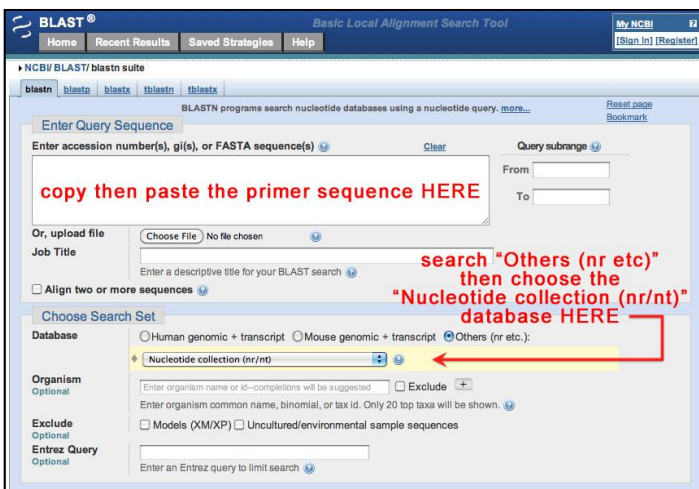 BLAST®
Basic Local Alignment Search Tool
My NCBI
[Sign In] [Register]
Home Recent Results Saved Strategies Help
NCBI/ BLAST/ blastn suite
blastn blastp blastx tblastn tblastx
BLASTN programs search nucleotide databases using a nucleotide query. more...
Reset page
Bookmark
Enter Query Sequence
Enter accession number(s), gi(s), or FASTA sequence(s) Clear Query subrange
From
copy then paste the primer sequence HERE
To
Or, upload file Choose File No file chosen
Job Title
Enter a descriptive title for your BLAST search
Align two or more sequences
search “Others (nr etc)”
then choose the
“Nucleotide collection (nr/nt)”
database HERE
Choose Search Set
Database Human genomic + transcript Mouse genomic + transcript Others (nr etc.):
Nucleotide collection (nr/nt)
Organism
Optional
Enter organism name or id--completions will be suggested Exclude +
Enter organism common name, binomial, or tax id. Only 20 top taxa will be shown.
Exclude
Optional
Models (XM/XP) Uncultured/environmental sample sequences
Entrez Query
Optional
Enter an Entrez query to limit search